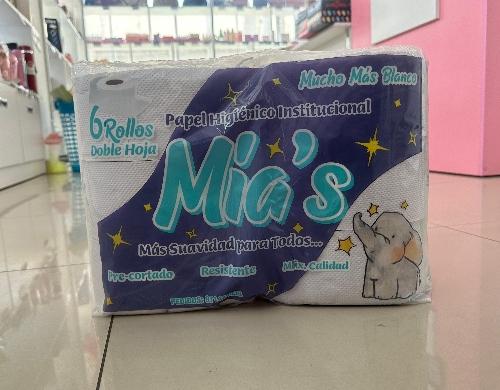 Mucho Más Blanco
6 Rollos
Doble Hoja
Papel Higiénico Institucional
Mía's
Más Suavidad para Todos...
Pre-cortado
Resistente
Máx. Calidad